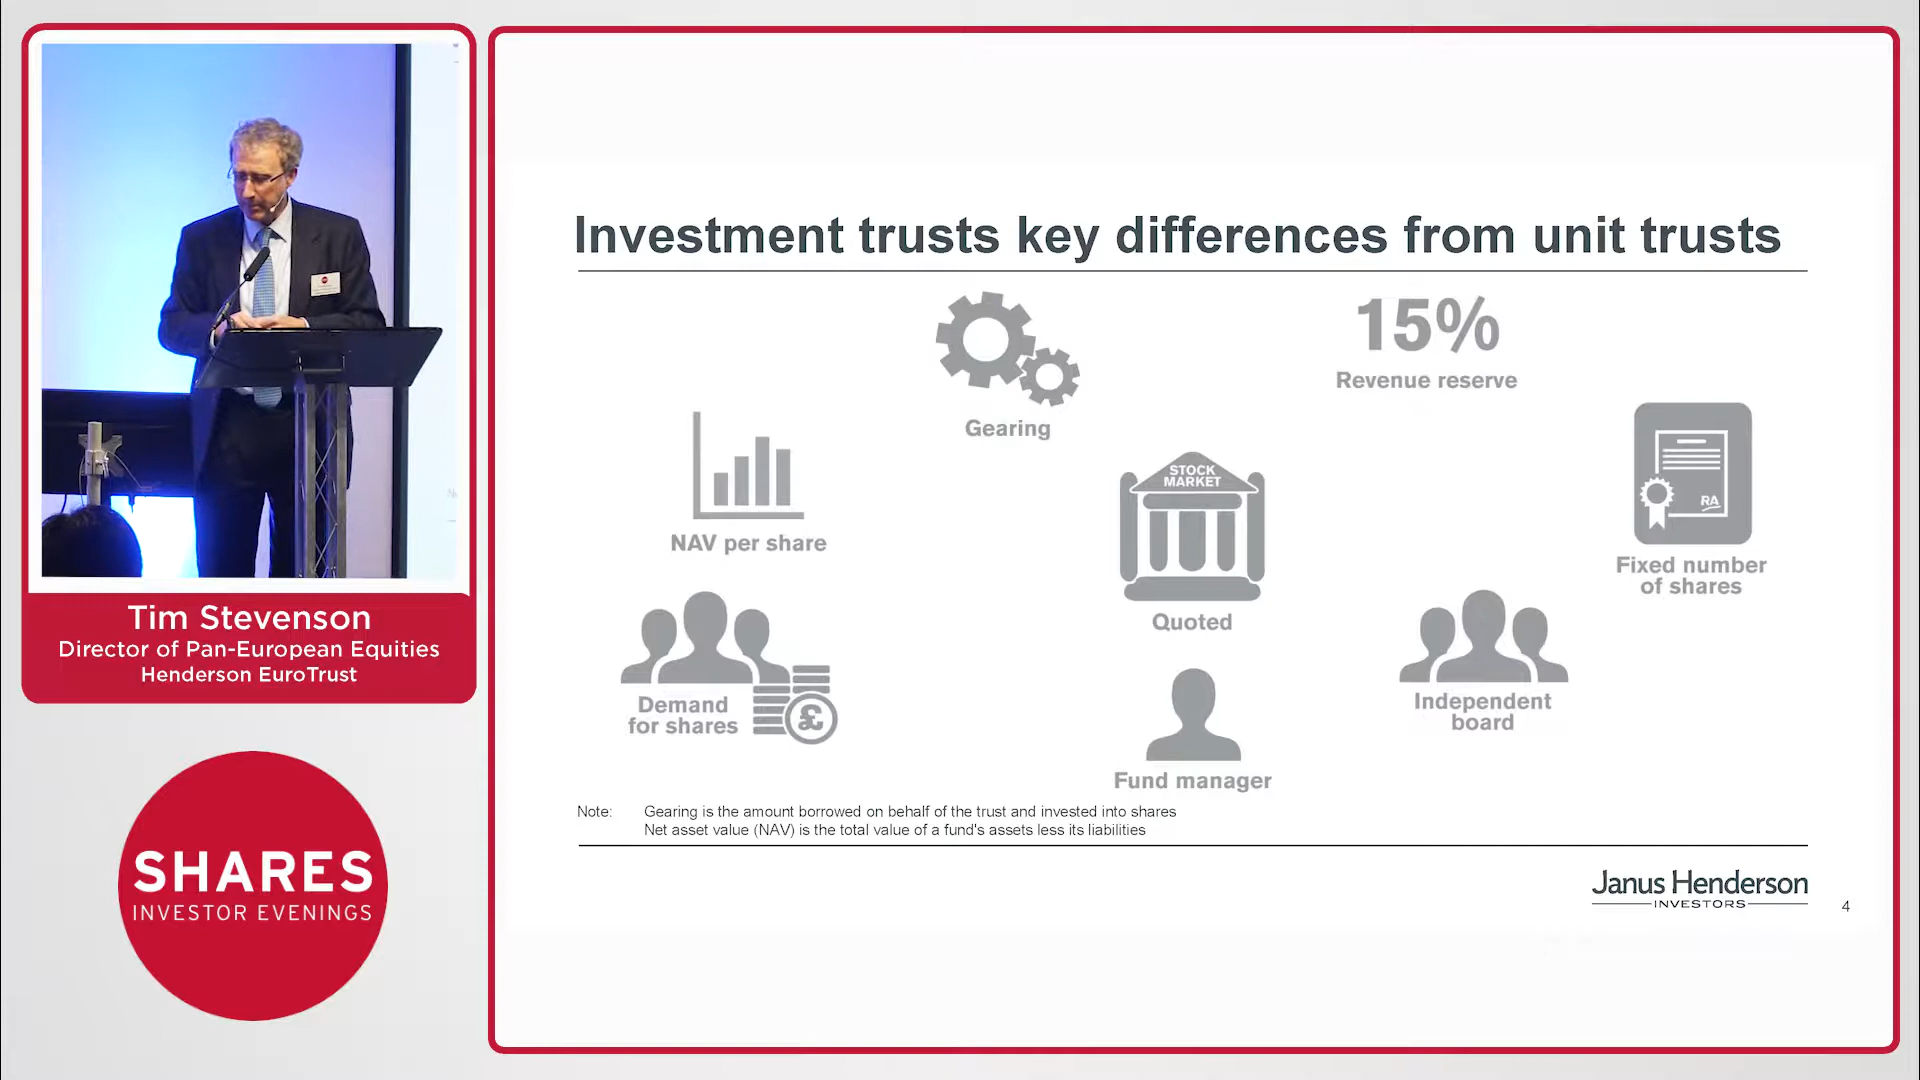 Tim Stevenson
Director of Pan-European Equities
Henderson EuroTrust
SHARES
INVESTOR EVENINGS
Investment trusts key differences from unit trusts
Gearing
15%
Revenue reserve
NAV per share
STOCK
MARKET
Quoted
RA
Fixed number
of shares
Demand
for shares
£
Fund manager
Independent
board
Note: Gearing is the amount borrowed on behalf of the trust and invested into shares
Net asset value (NAV) is the total value of a fund's assets less its liabilities
Janus Henderson
INVESTORS
4